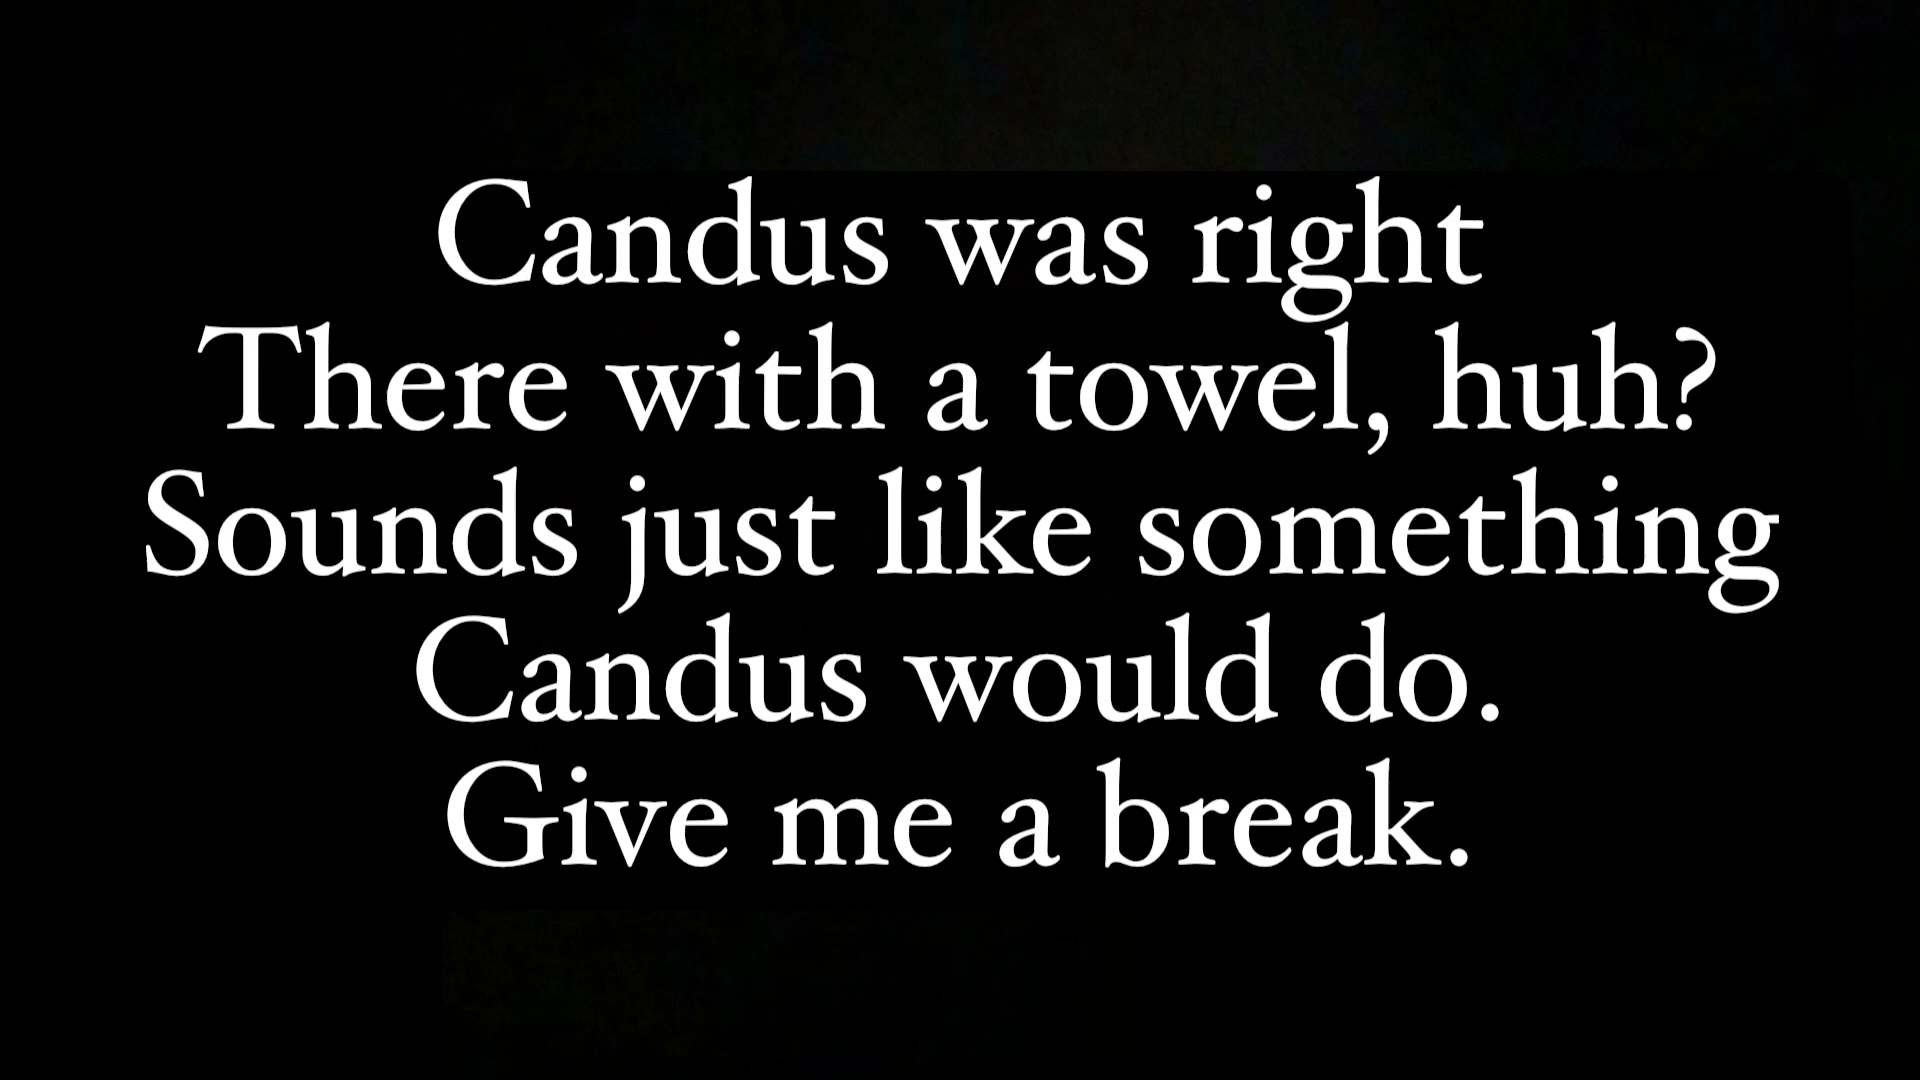 Candus was right
There with a towel, huh?
Sounds just like something
Candus would do.
Give me a break.